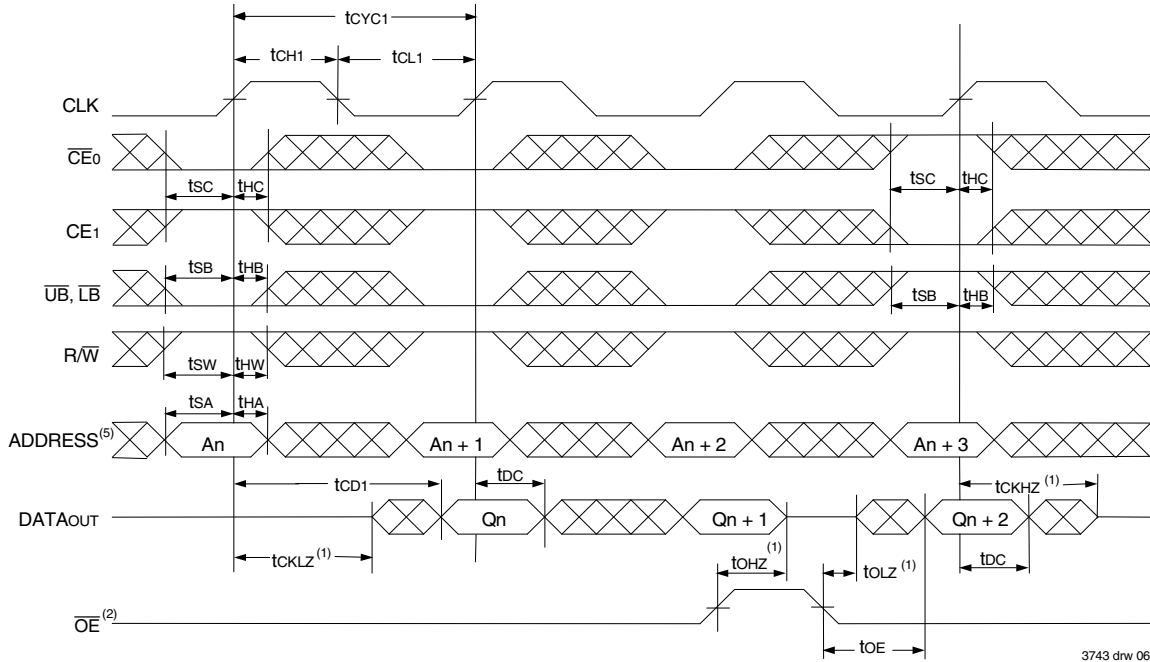 tCYC1
tCH1 tCL1
CLK
CE0
tSC tHC tSC tHC
CE1
tSB tHB
UB, LB tSB tHB
R/W
tSW tHW
tSA tHA
ADDRESS(5) An An + 1 An + 2 An + 3
tCD1 tDC tCKHZ (1)
DATAOUT Qn Qn + 1 Qn + 2
tCKLZ (1) tOHZ (1) tOLZ (1) tDC
OE (2)
tOE
3743 drw 06